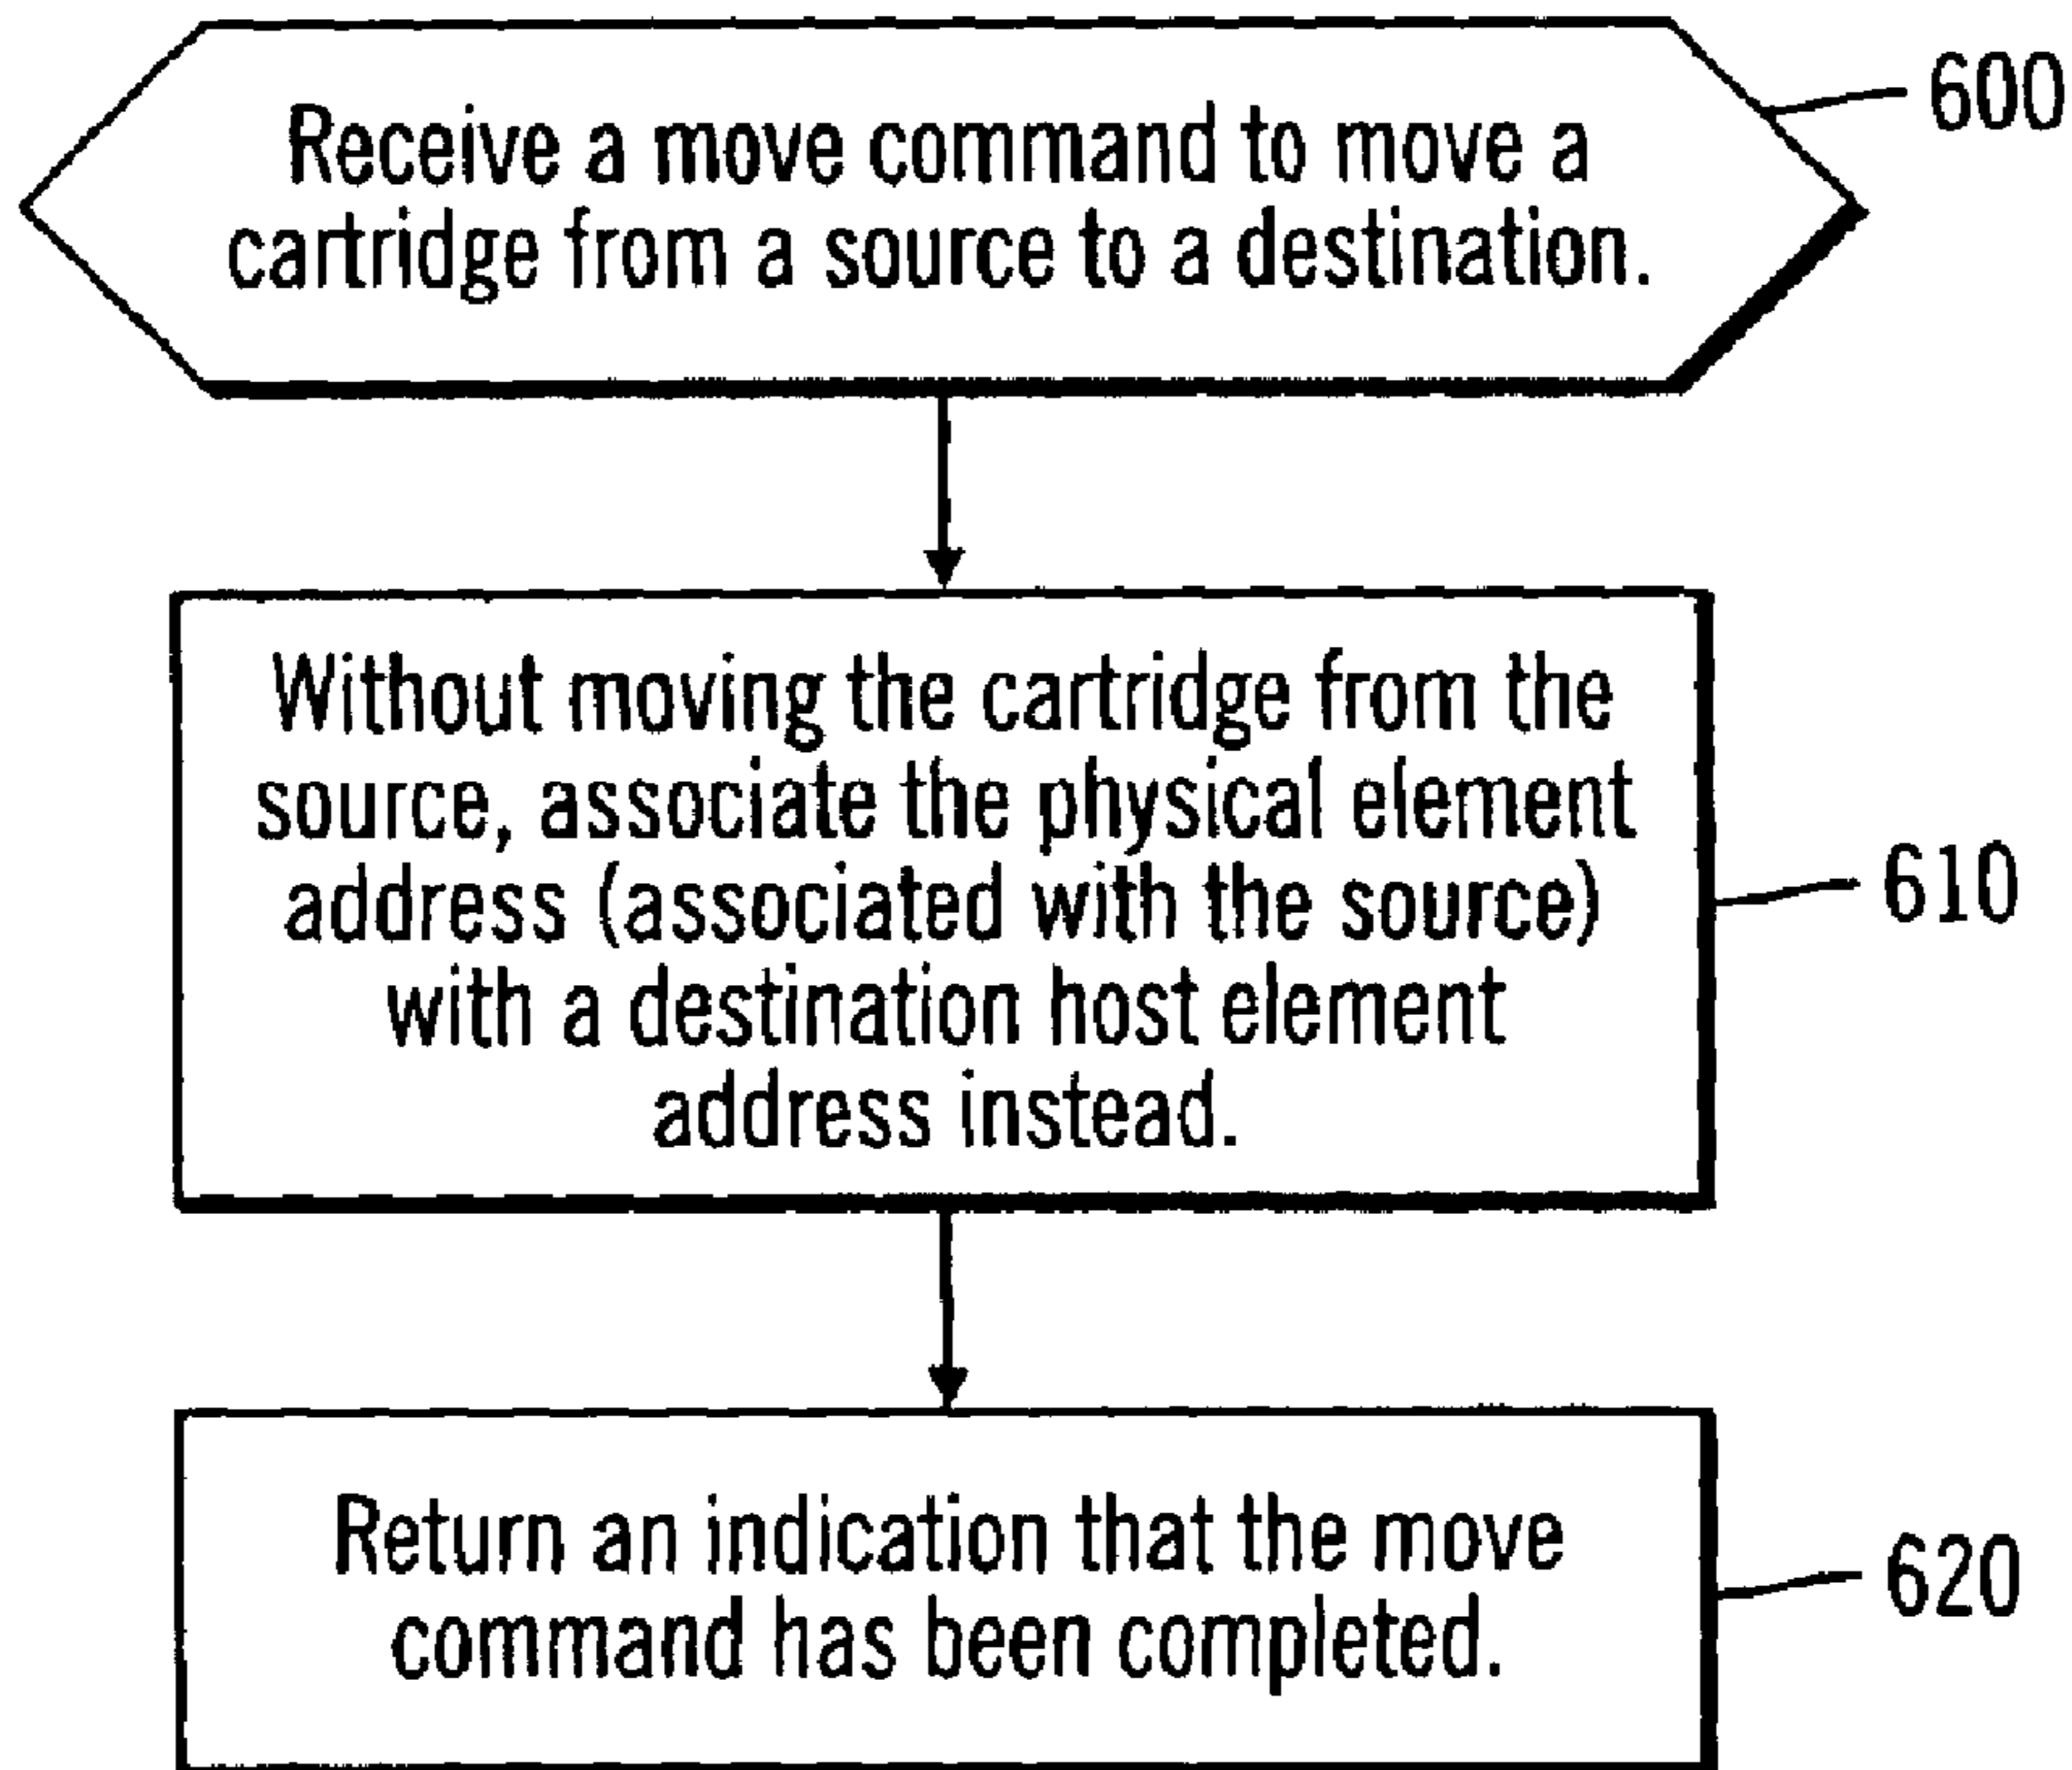 Receive a move command to move a
cartridge from a source to a destination.
600
Without moving the cartridge from the
source, associate the physical element
address (associated with the source)
with a destination host element
address instead.
610
Return an indication that the move
command has been completed.
620